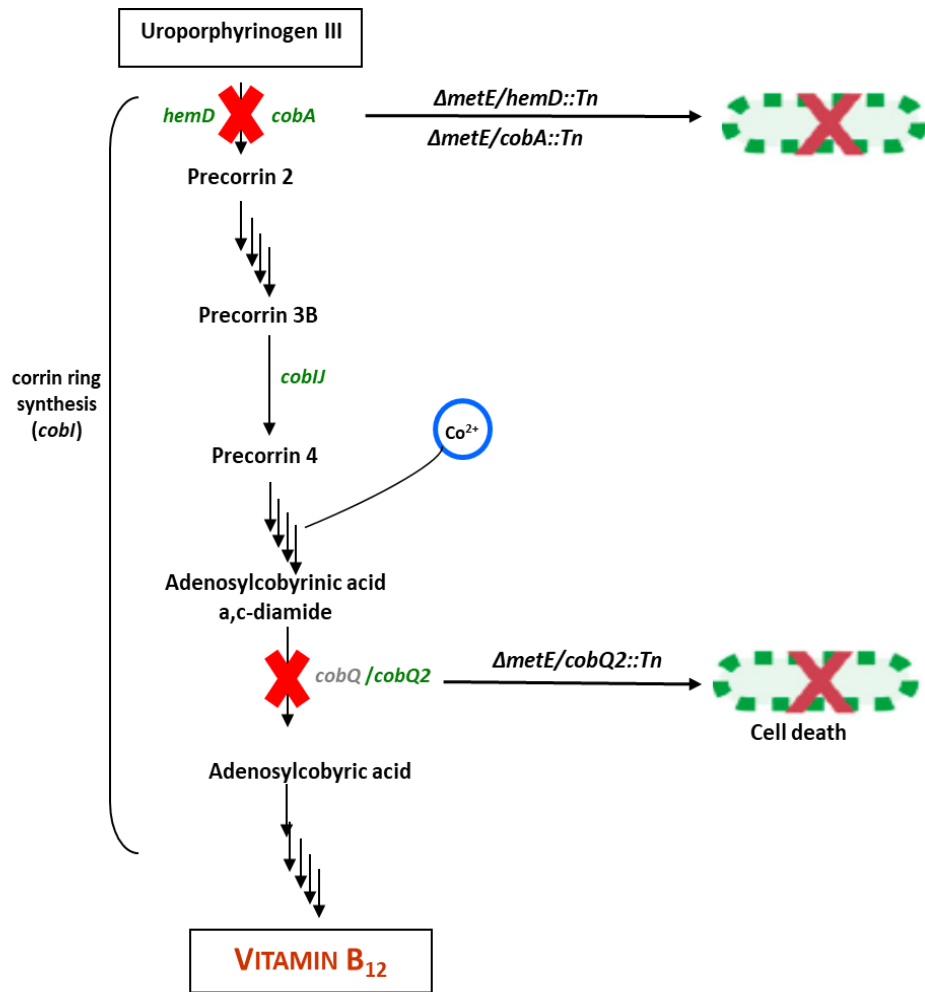 Uroporphyrinogen III
hemD
cobA
ΔmetE/hemD::Tn
ΔmetE/cobA::Tn
Precorrin 2
Precorrin 3B
corrin ring
synthesis
(cobI)
cobIJ
Co²⁺
Precorrin 4
Adenosylcobyrinic acid
a,c-diamide
cobQ /cobQ2
ΔmetE/cobQ2::Tn
Cell death
Adenosylcobyric acid
VITAMIN B₁₂